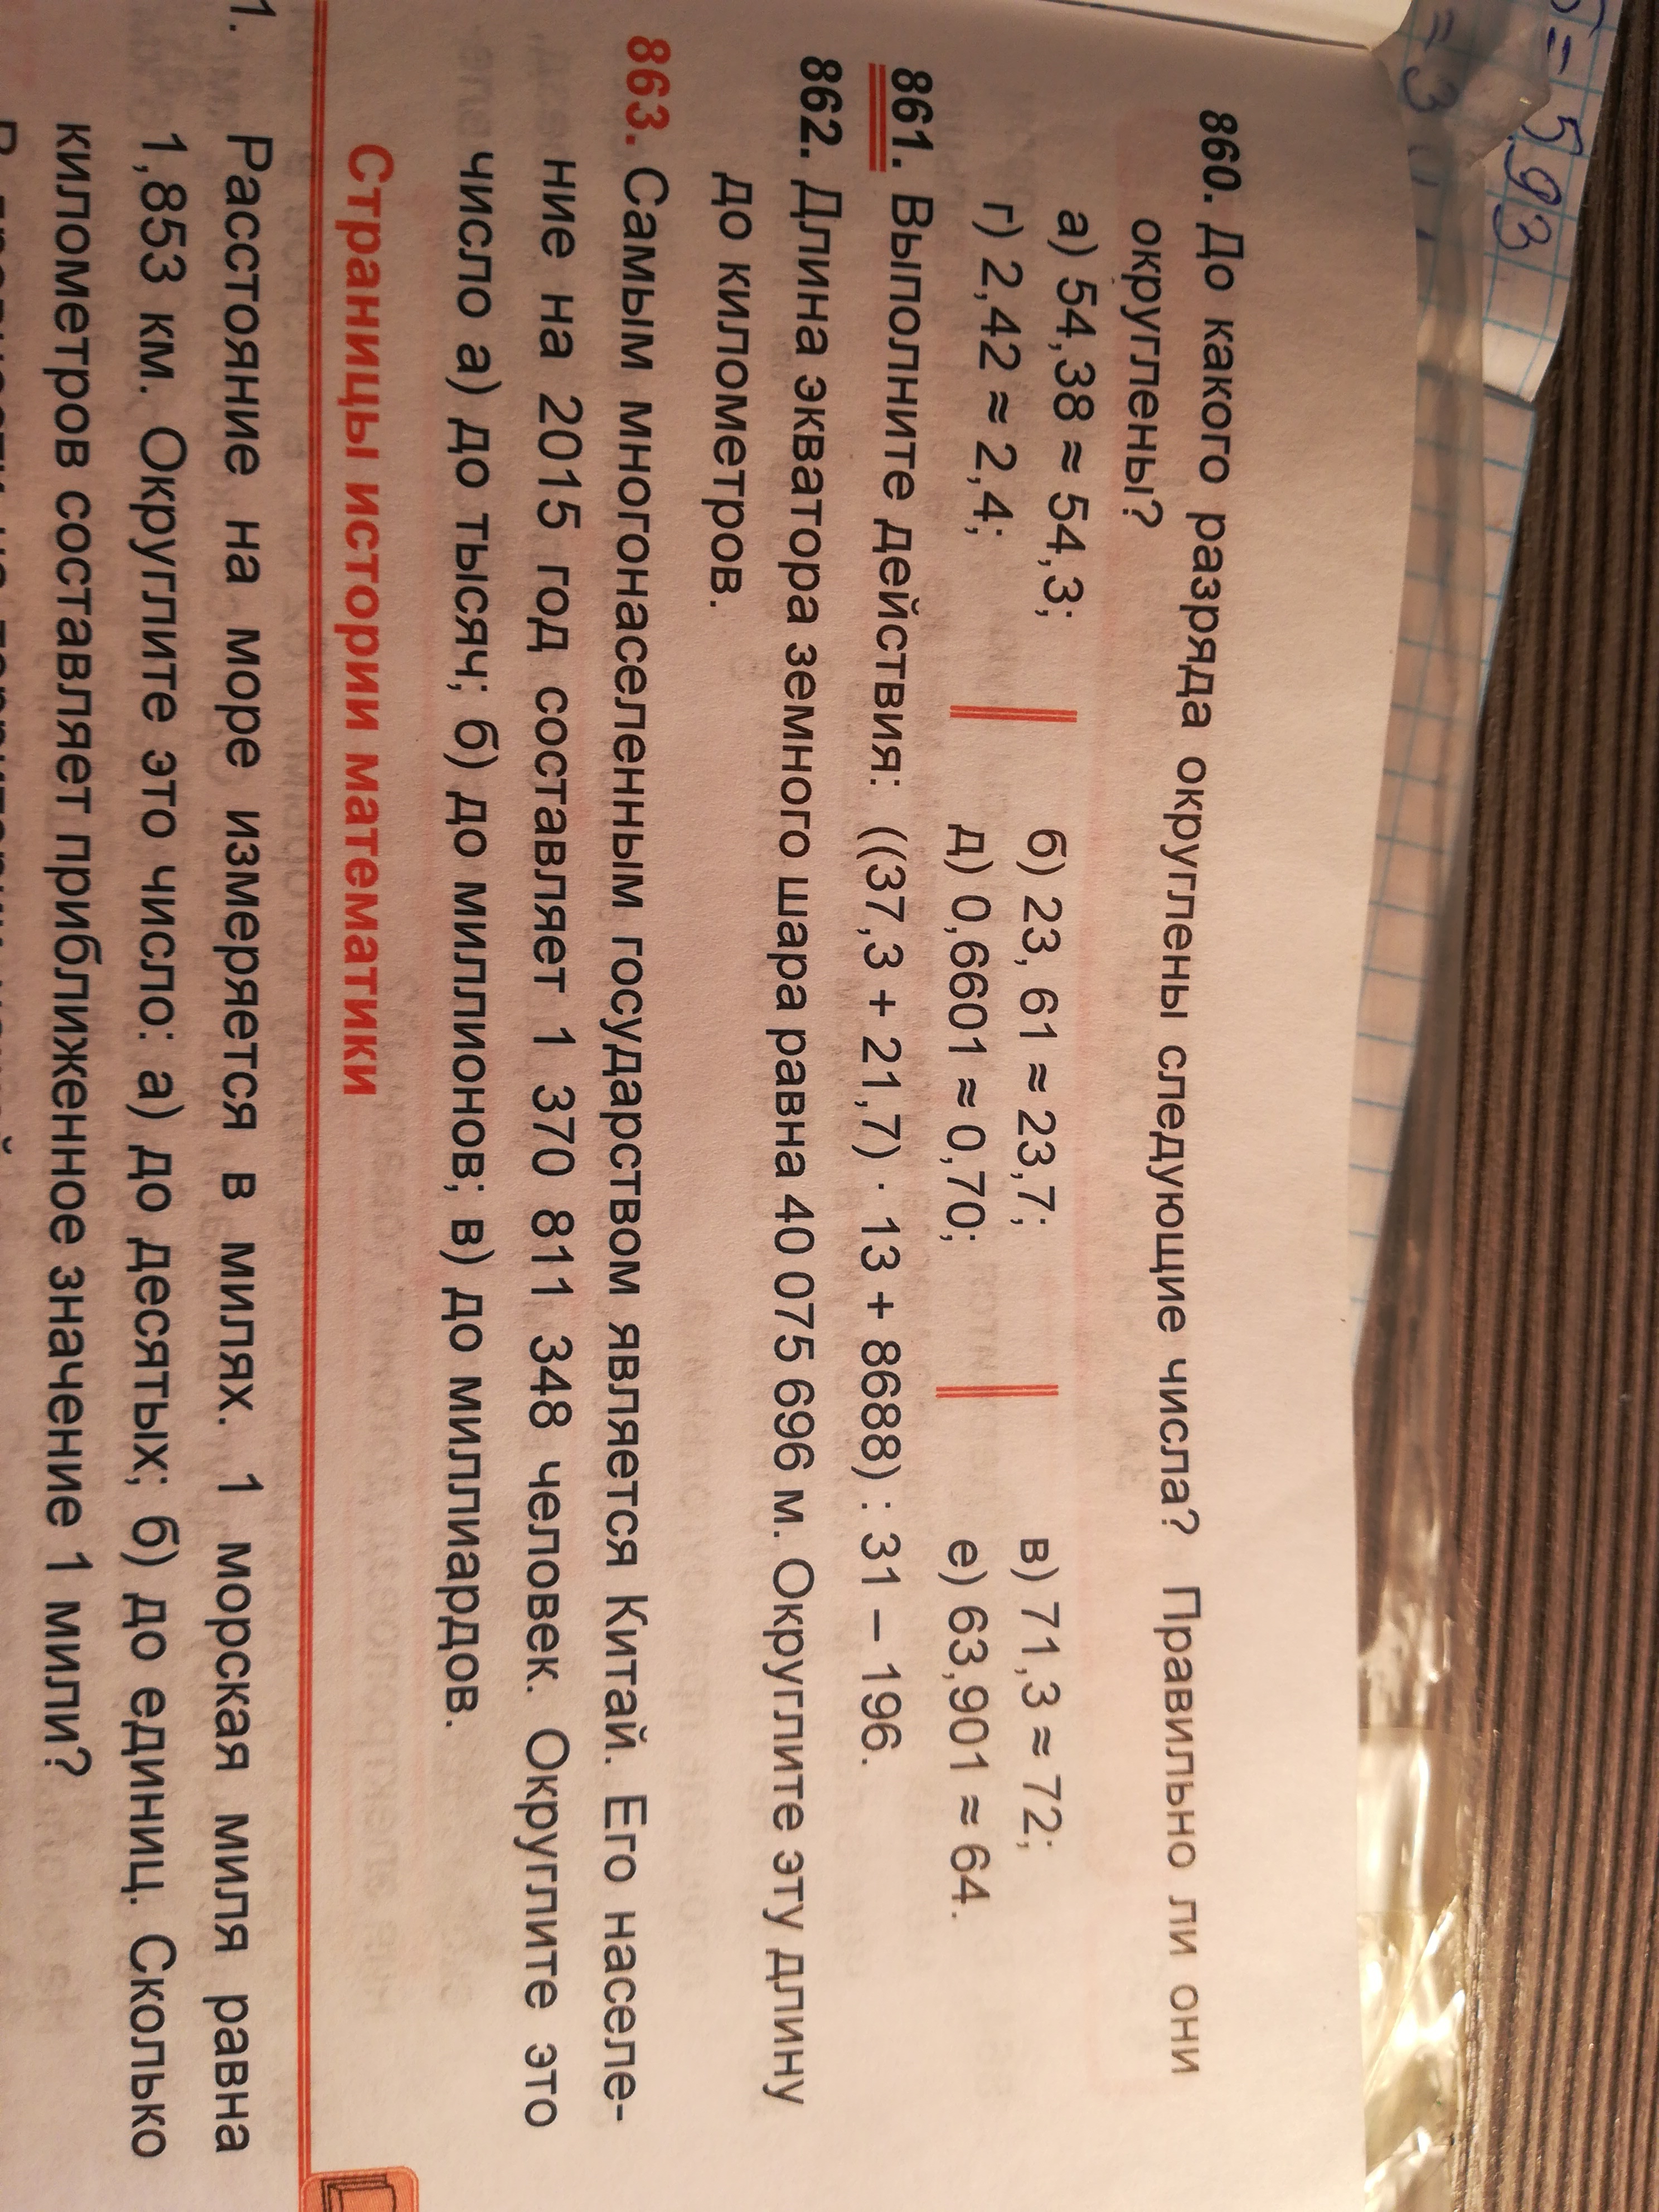 = 593
= 3
860. До какого разряда округлены следующие числа? Правильно ли они
округлены?
а) 54,38 ≈ 54,3; б) 23, 61 ≈ 23,7; в) 71,3 ≈ 72;
г) 2,42 ≈ 2,4; д) 0,6601 ≈ 0,70; е) 63,901 ≈ 64.
861. Выполните действия: ((37,3 + 21,7) · 13 + 8688) : 31 – 196.
862. Длина экватора земного шара равна 40 075 696 м. Округлите эту длину
до километров.
863. Самым многонаселенным государством является Китай. Его населе-
ние на 2015 год составляет 1 370 811 348 человек. Округлите это
число а) до тысяч; б) до миллионов; в) до миллиардов.
Страницы истории математики
1. Расстояние на море измеряется в милях. 1 морская миля равна
1,853 км. Округлите это число: а) до десятых; б) до единиц. Сколько
километров составляет приближенное значение 1 мили?